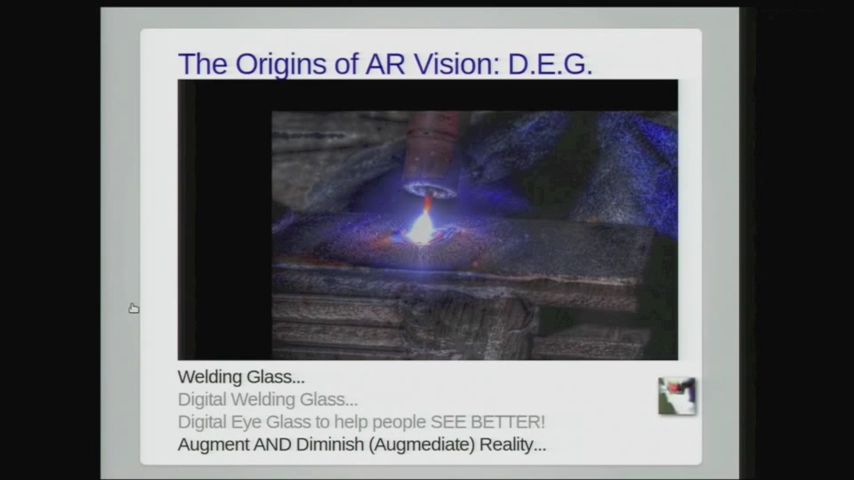 The Origins of AR Vision: D.E.G.
Welding Glass...
Digital Welding Glass...
Digital Eye Glass to help people SEE BETTER!
Augment AND Diminish (Augmediate) Reality...